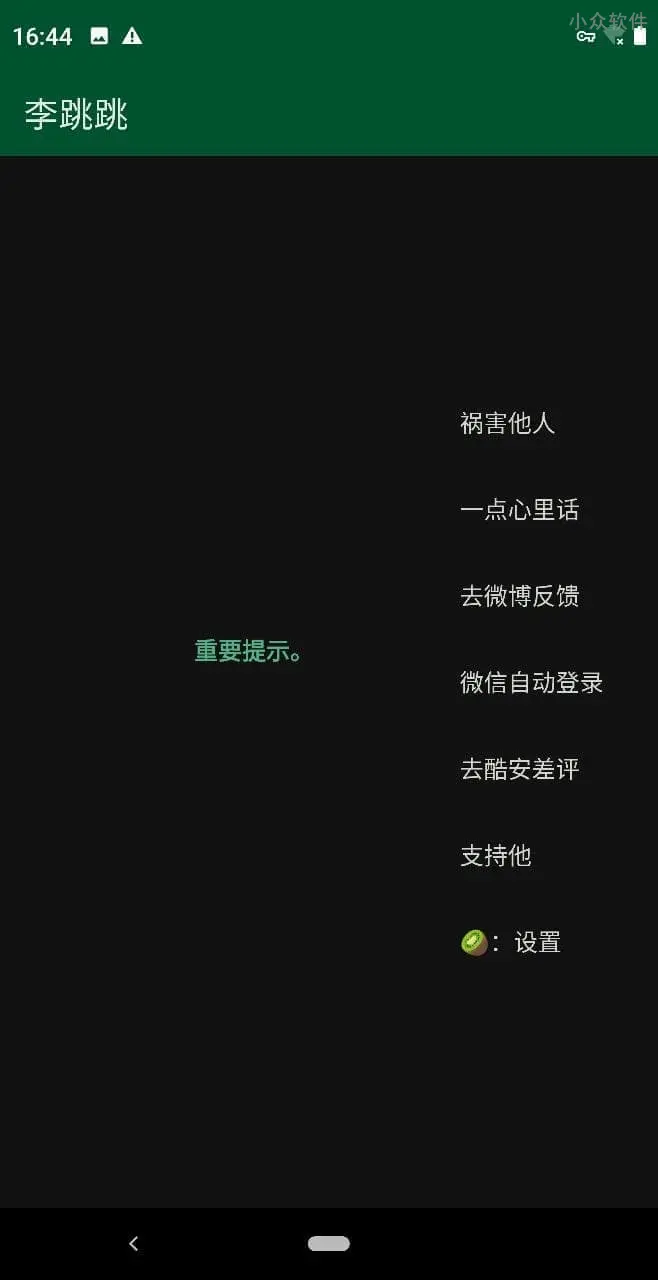 小众软件
16:44
李跳跳
祸害他人
一点心里话
去微博反馈
重要提示。
微信自动登录
去酷安差评
支持他
🥝：设置